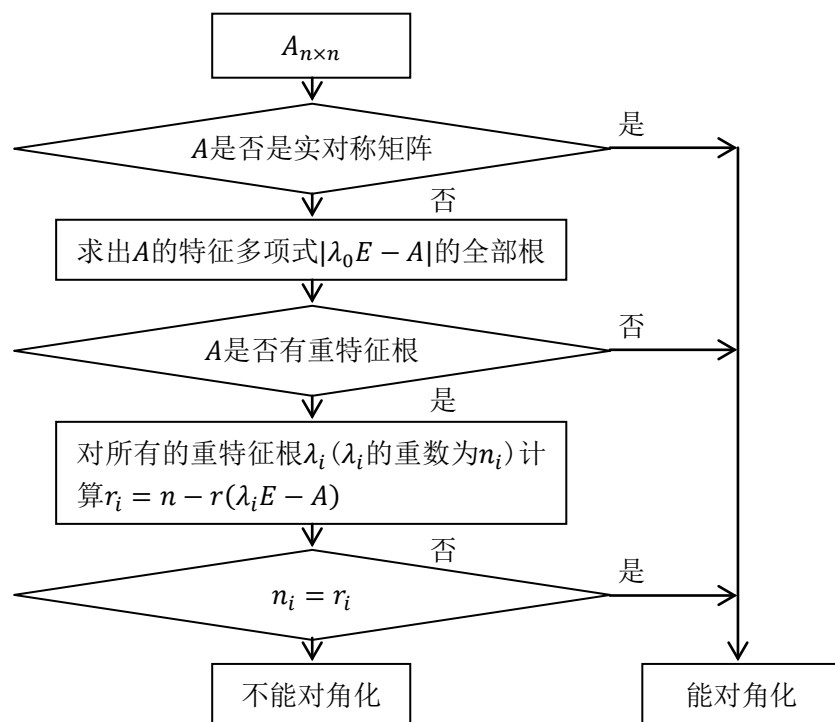 A_{n×n}
A是否是实对称矩阵
是
否
求出A的特征多项式|λ₀E − A|的全部根
A是否有重特征根
否
是
对所有的重特征根λᵢ(λᵢ的重数为nᵢ)计
算rᵢ = n − r(λᵢE − A)
否
nᵢ = rᵢ
是
不能对角化
能对角化